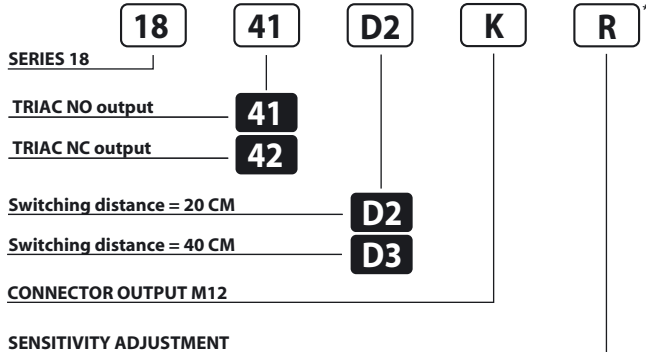 18 41 D2 K R *
SERIES 18
TRIAC NO output 41
TRIAC NC output 42
Switching distance = 20 CM D2
Switching distance = 40 CM D3
CONNECTOR OUTPUT M12
SENSITIVITY ADJUSTMENT